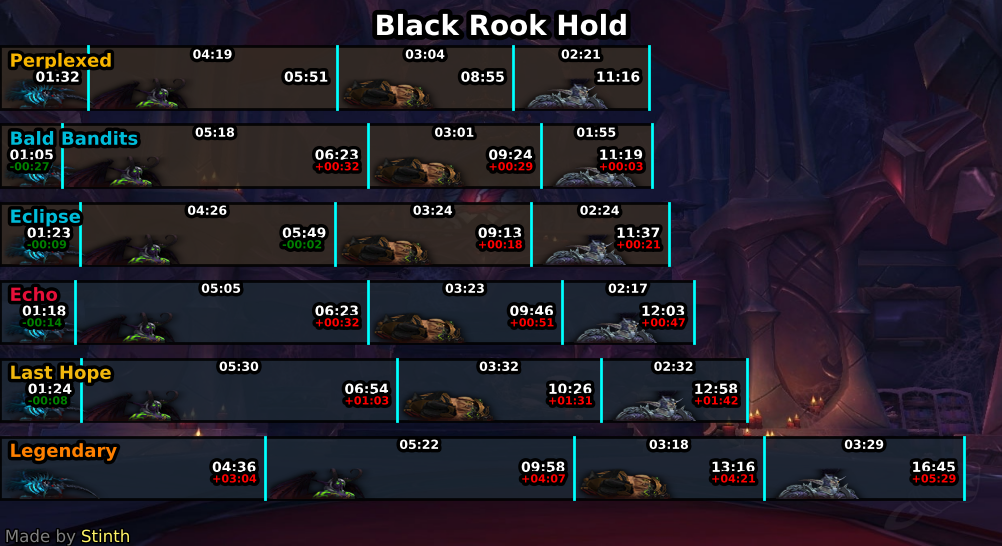 Black Rook Hold
Perplexed 04:19 03:04 02:21
01:32 05:51 08:55 11:16
Bald Bandits 05:18 03:01 01:55
01:05 06:23 09:24 11:19
-00:27 +00:32 +00:29 +00:03
Eclipse 04:26 03:24 02:24
01:23 05:49 09:13 11:37
-00:09 -00:02 +00:18 +00:21
Echo 05:05 03:23 02:17
01:18 06:23 09:46 12:03
-00:14 +00:32 +00:51 +00:47
Last Hope 05:30 03:32 02:32
01:24 06:54 10:26 12:58
-00:08 +01:03 +01:31 +01:42
Legendary 05:22 03:18 03:29
04:36 09:58 13:16 16:45
+03:04 +04:07 +04:21 +05:29
Made by Stinth